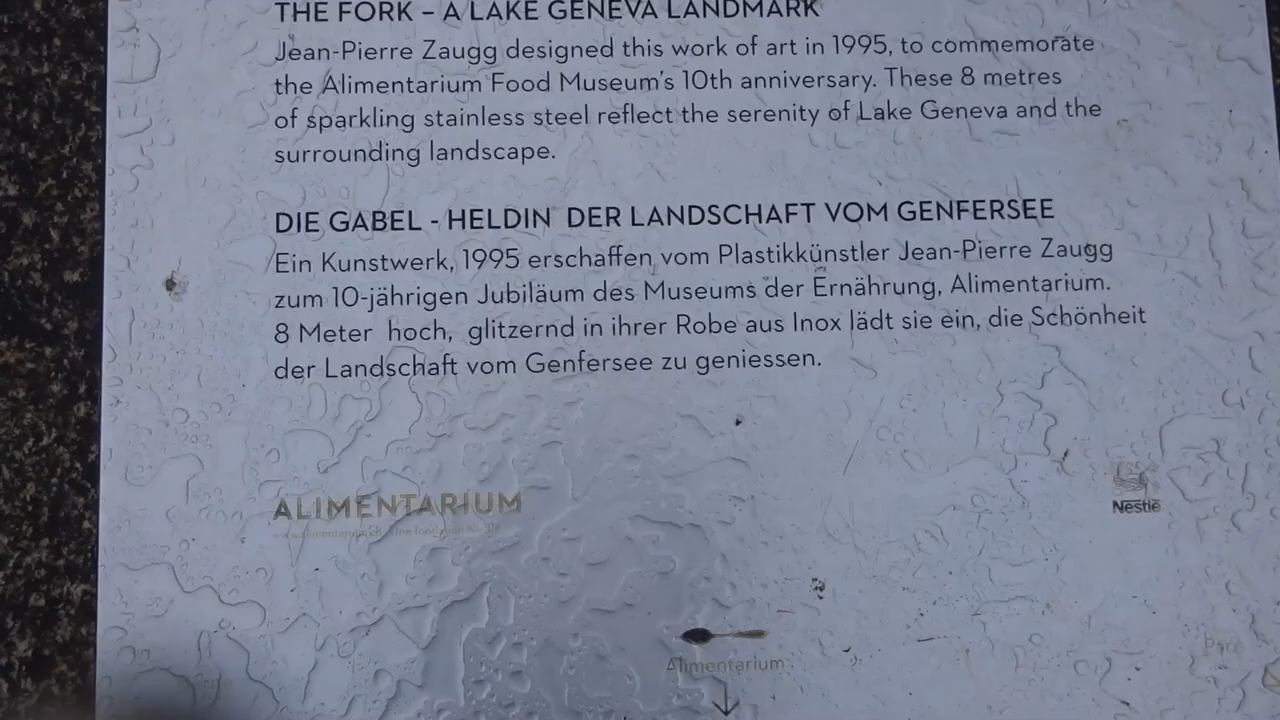 THE FORK – A LAKE GENEVA LANDMARK
Jean-Pierre Zaugg designed this work of art in 1995, to commemorate
the Alimentarium Food Museum's 10th anniversary. These 8 metres
of sparkling stainless steel reflect the serenity of Lake Geneva and the
surrounding landscape.
DIE GABEL - HELDIN DER LANDSCHAFT VOM GENFERSEE
Ein Kunstwerk, 1995 erschaffen vom Plastikkünstler Jean-Pierre Zaugg
zum 10-jährigen Jubiläum des Museums der Ernährung, Alimentarium.
8 Meter hoch, glitzernd in ihrer Robe aus Inox lädt sie ein, die Schönheit
der Landschaft vom Genfersee zu geniessen.
ALIMENTARIUM
Nestlé
Alimentarium